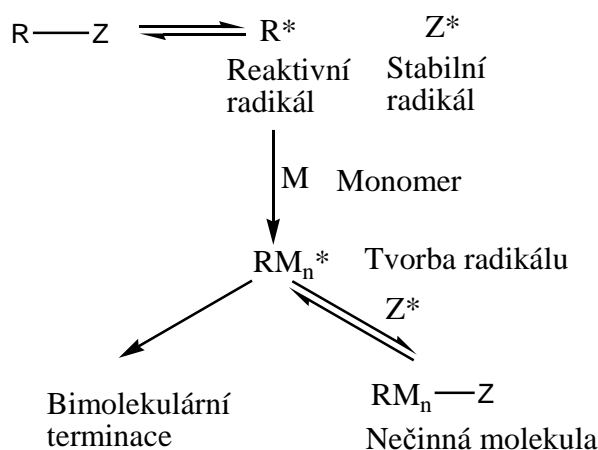 R—Z R* Z*
Reaktivní radikál
Stabilní radikál
M Monomer
RMn* Tvorba radikálu
Z*
Bimolekulární terminace
RMn—Z
Nečinná molekula